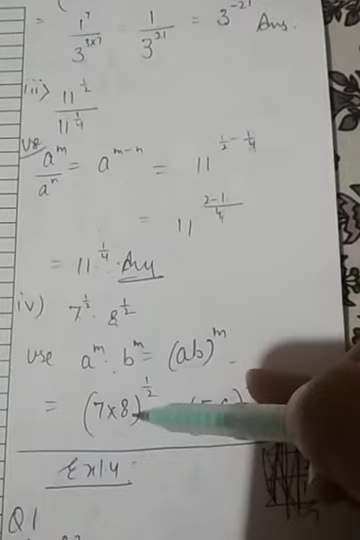 = 1^7 / 3^{3×7} = 1 / 3^{21} = 3^{-21} Ans.
iii) 11^{1/2} / 11^{1/4}
use
a^m / a^n = a^{m-n} = 11^{1/2 - 1/4}
= 11^{2-1/4}
= 11^{1/4} Ans
iv) 7^{1/2} · 8^{1/2}
use a^m · b^m = (ab)^m
= (7×8)^{1/2}
Ex 1.4
Q1